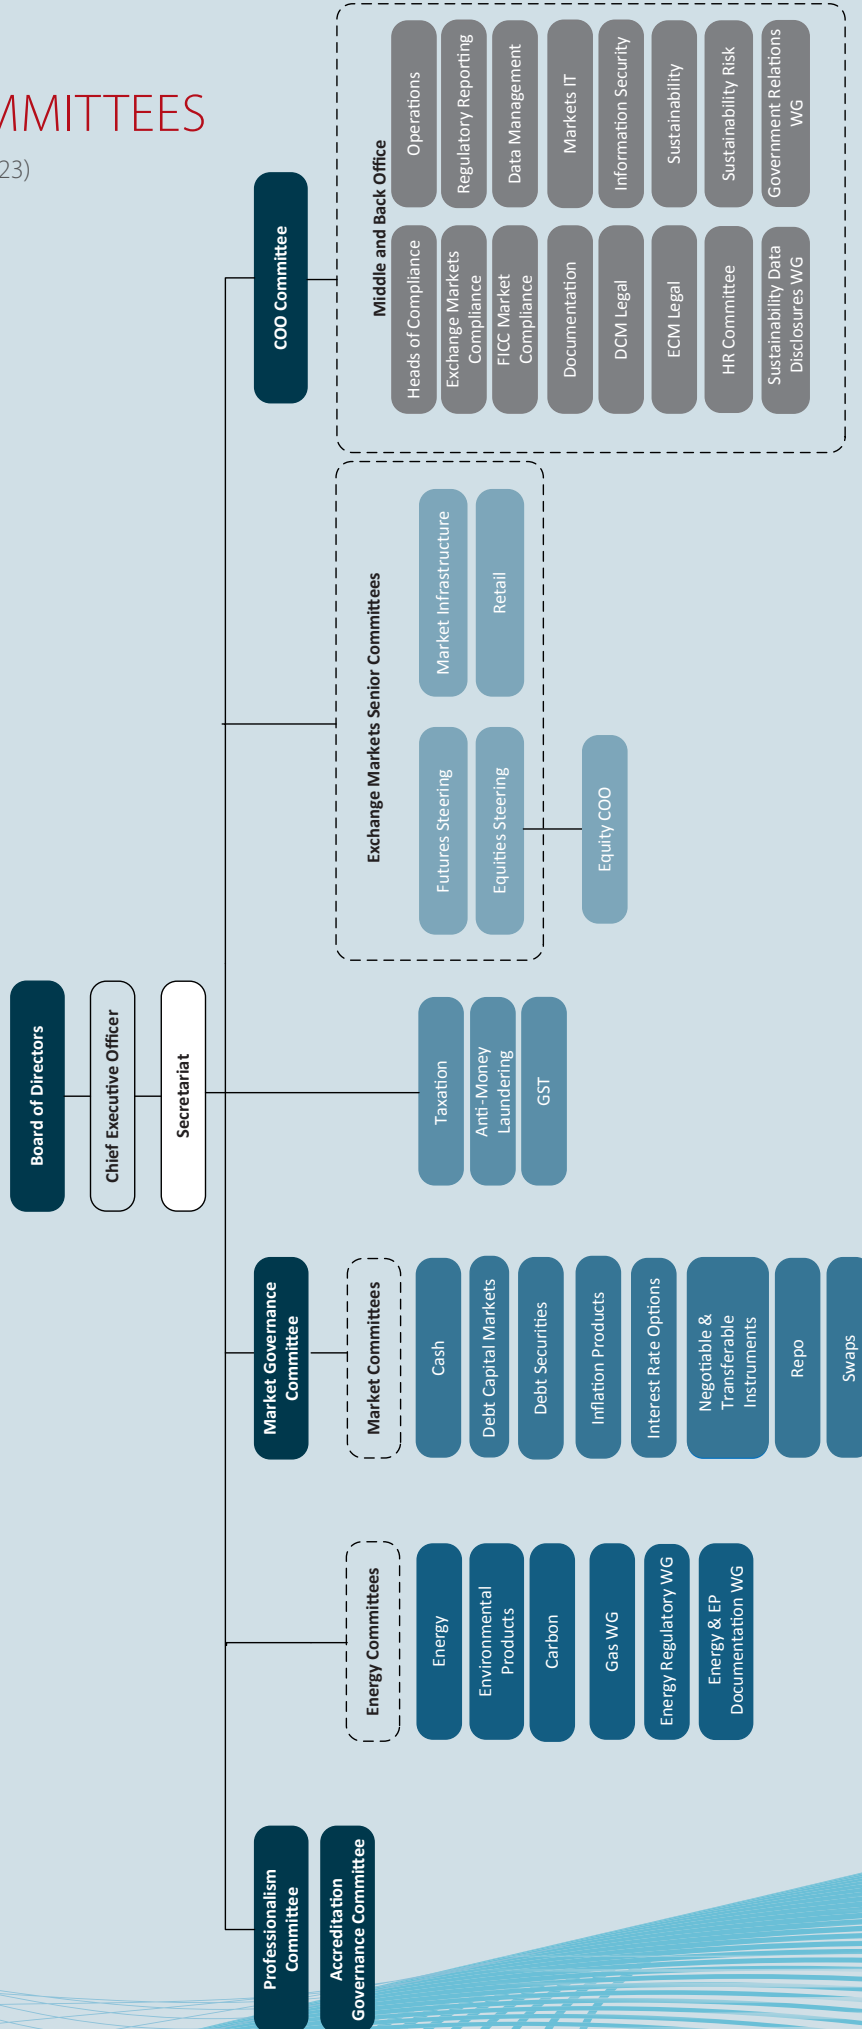 MMITTEES
23)
Board of Directors
Chief Executive Officer
Secretariat
Professionalism
Committee
Accreditation
Governance Committee
Energy Committees
Energy
Environmental
Products
Carbon
Gas WG
Energy Regulatory WG
Energy & EP
Documentation WG
Market Governance
Committee
Market Committees
Cash
Debt Capital Markets
Debt Securities
Inflation Products
Interest Rate Options
Negotiable &
Transferable
Instruments
Repo
Swaps
Taxation
Anti-Money
Laundering
GST
Exchange Markets Senior Committees
Futures Steering
Market Infrastructure
Equities Steering
Retail
Equity COO
COO Committee
Middle and Back Office
Heads of Compliance
Operations
Exchange Markets
Compliance
Regulatory Reporting
FICC Market
Compliance
Data Management
Documentation
Markets IT
DCM Legal
Information Security
ECM Legal
Sustainability
HR Committee
Sustainability Risk
Sustainability Data
Disclosures WG
Government Relations
WG